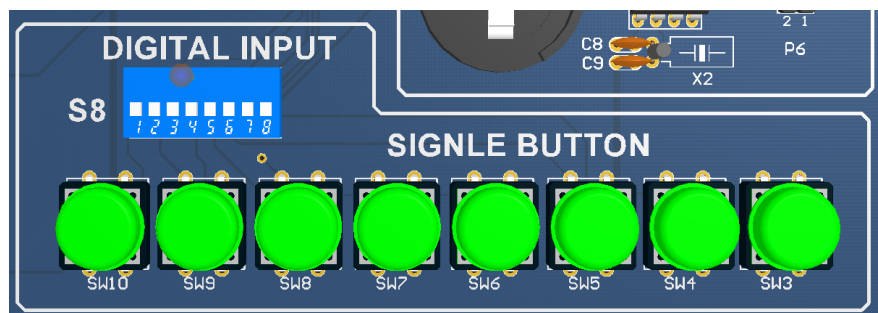 2 1
C8
C9
P6
X2
DIGITAL INPUT
S8
1 2 3 4 5 6 7 8
SIGNLE BUTTON
SW10 SW9 SW8 SW7 SW6 SW5 SW4 SW3